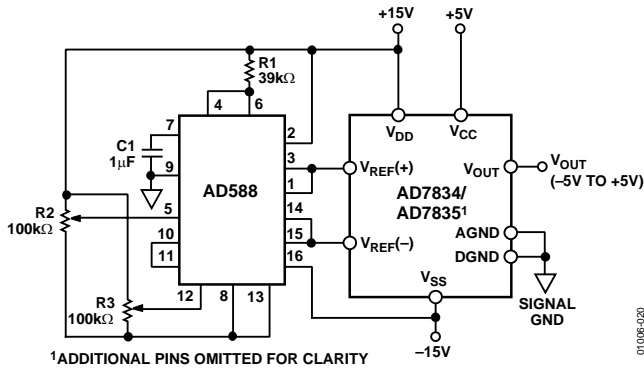 +15V
+5V
R1
39kΩ
4
6
7
C1
1µF
9
2
3
1
VDD
VCC
VREF(+)
VOUT
VOUT
(–5V TO +5V)
AD588
AD7834/
AD7835¹
R2
100kΩ
5
14
10
15
11
16
VREF(–)
AGND
DGND
VSS
R3
100kΩ
12
8
13
SIGNAL
GND
–15V
¹ADDITIONAL PINS OMITTED FOR CLARITY
01006-020